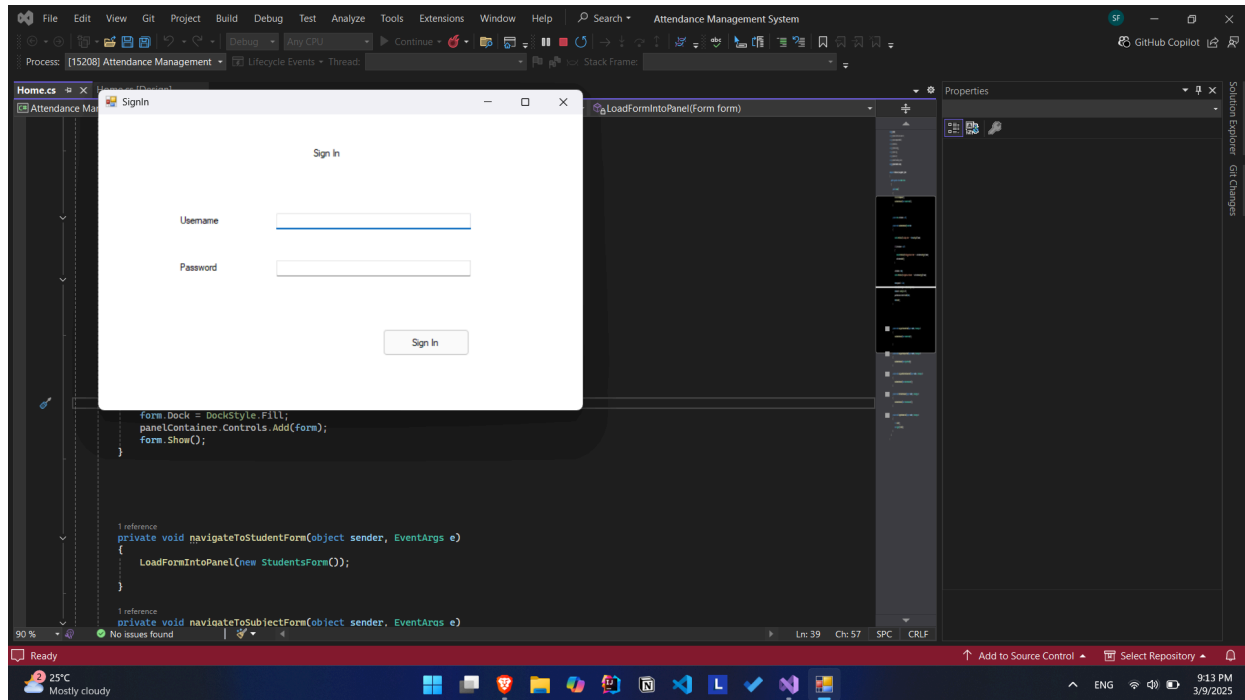 File Edit View Git Project Build Debug Test Analyze Tools Extensions Window Help Search Attendance Management System SF
Debug Any CPU Continue GitHub Copilot
Process: [15208] Attendance Management Lifecycle Events Thread: Stack Frame:
Home.cs Home.cs [Design]
Properties
Attendance Mar LoadFormIntoPanel(Form form)
SignIn
Sign In
Username
Password
Sign In
form.Dock = DockStyle.Fill;
panelContainer.Controls.Add(form);
form.Show();
}
1 reference
private void navigateToStudentForm(object sender, EventArgs e)
{
LoadFormIntoPanel(new StudentsForm());
}
1 reference
private void navigateToSubjectForm(object sender, EventArgs e)
Solution Explorer
Git Changes
90 % No issues found Ln: 39 Ch: 57 SPC CRLF
Ready Add to Source Control Select Repository
2
25°C
Mostly cloudy
ENG
9:13 PM
3/9/2025